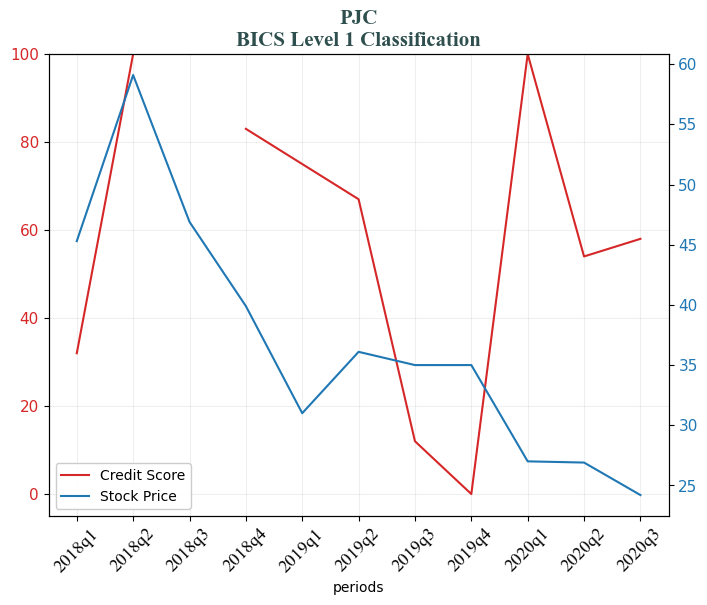 PJC
BICS Level 1 Classification
100
80
60
40
20
0
60
55
50
45
40
35
30
25
Credit Score
Stock Price
2018q1
2018q2
2018q3
2018q4
2019q1
2019q2
2019q3
2019q4
2020q1
2020q2
2020q3
periods